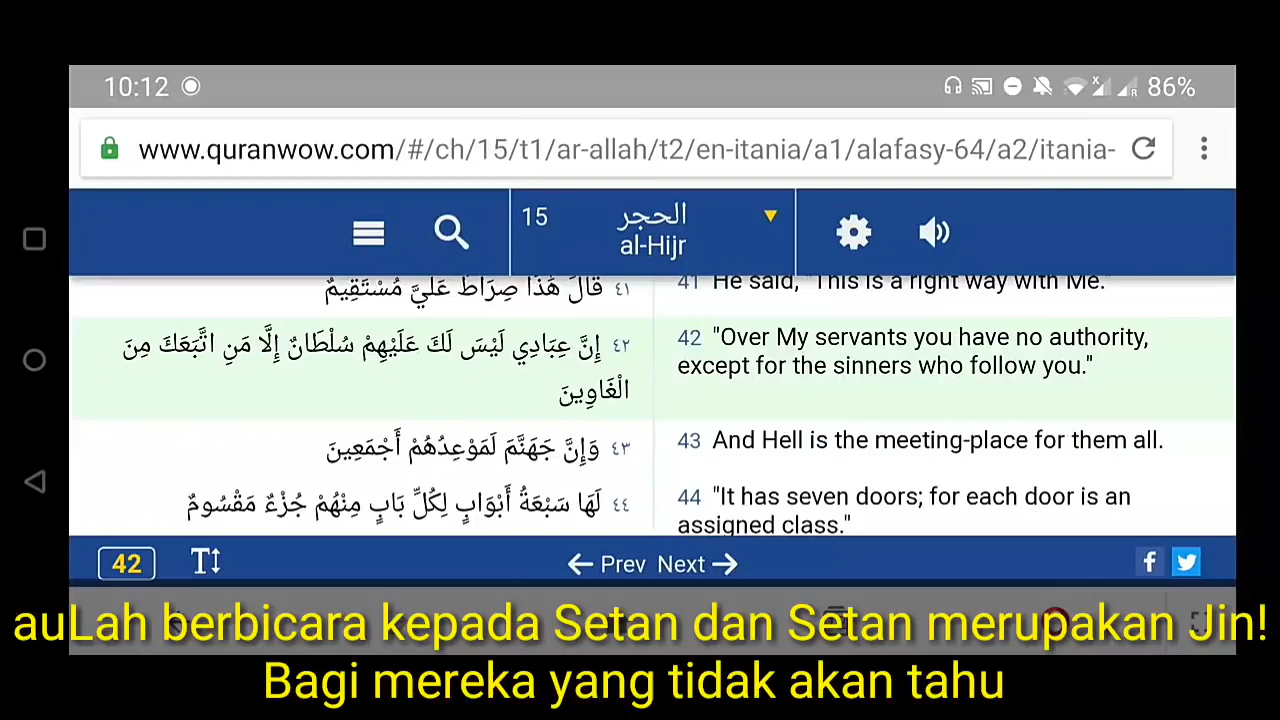 10:12
86%
www.quranwow.com/#/ch/15/t1/ar-allah/t2/en-itania/a1/alafasy-64/a2/itania-
15
الحجر
al-Hijr
٤١ قَالَ هَٰذَا صِرَاطٌ عَلَيَّ مُسْتَقِيمٌ
41 He said, "This is a right way with Me."
٤٢ إِنَّ عِبَادِي لَيْسَ لَكَ عَلَيْهِمْ سُلْطَانٌ إِلَّا مَنِ اتَّبَعَكَ مِنَ
الْغَاوِينَ
42 "Over My servants you have no authority,
except for the sinners who follow you."
٤٣ وَإِنَّ جَهَنَّمَ لَمَوْعِدُهُمْ أَجْمَعِينَ
43 And Hell is the meeting-place for them all.
٤٤ لَهَا سَبْعَةُ أَبْوَابٍ لِكُلِّ بَابٍ مِنْهُمْ جُزْءٌ مَقْسُومٌ
44 "It has seven doors; for each door is an
assigned class."
42
T
Prev Next
auLah berbicara kepada Setan dan Setan merupakan Jin!
Bagi mereka yang tidak akan tahu